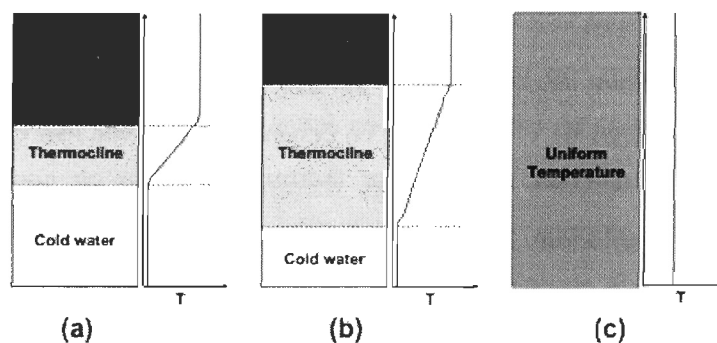 Thermocline
Cold water
T
(a)
Thermocline
Cold water
T
(b)
Uniform
Temperature
T
(c)